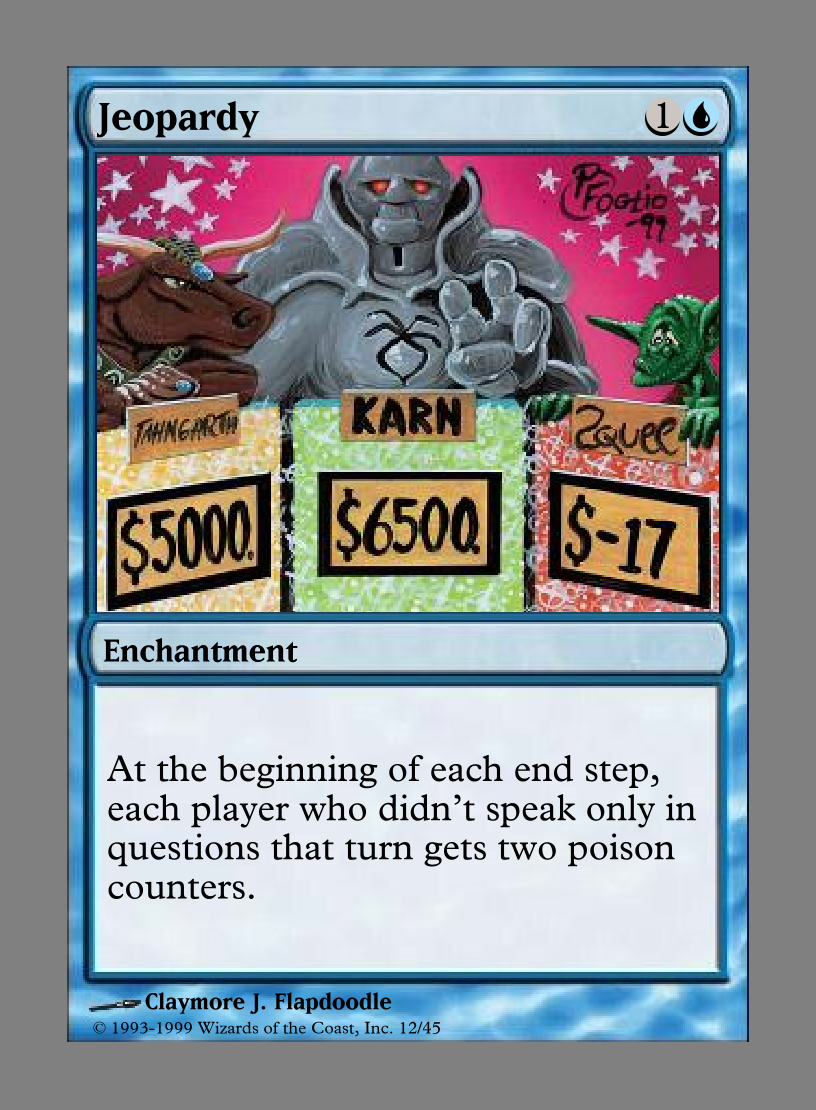 Jeopardy 1
P Foglio
-99
TAHNGARTH KARN Squee
$5000. $6500. $-17
Enchantment
At the beginning of each end step,
each player who didn't speak only in
questions that turn gets two poison
counters.
Claymore J. Flapdoodle
© 1993-1999 Wizards of the Coast, Inc. 12/45